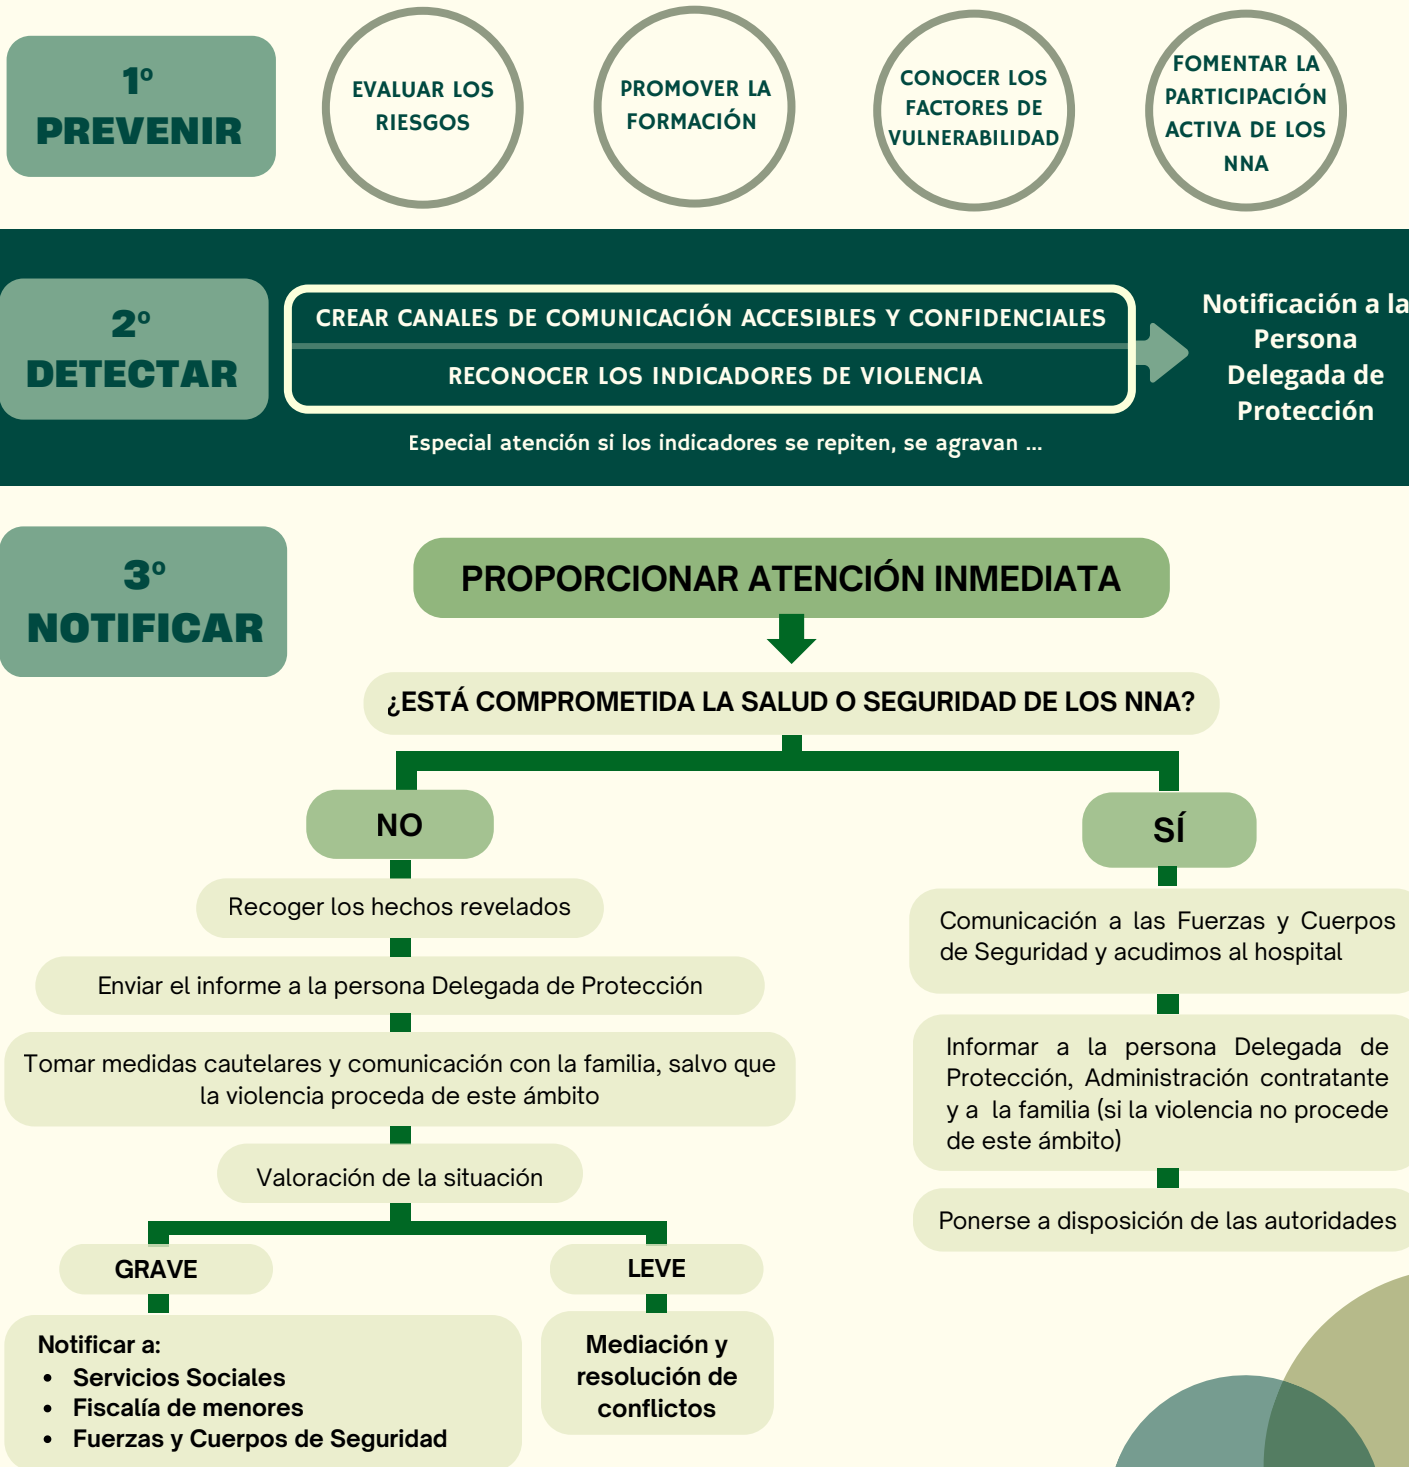 1º
PREVENIR
EVALUAR LOS
RIESGOS
PROMOVER LA
FORMACIÓN
CONOCER LOS
FACTORES DE
VULNERABILIDAD
FOMENTAR LA
PARTICIPACIÓN
ACTIVA DE LOS
NNA
2º
DETECTAR
CREAR CANALES DE COMUNICACIÓN ACCESIBLES Y CONFIDENCIALES
RECONOCER LOS INDICADORES DE VIOLENCIA
Especial atención si los indicadores se repiten, se agravan ...
Notificación a la
Persona
Delegada de
Protección
3º
NOTIFICAR
PROPORCIONAR ATENCIÓN INMEDIATA
¿ESTÁ COMPROMETIDA LA SALUD O SEGURIDAD DE LOS NNA?
NO
Recoger los hechos revelados
Enviar el informe a la persona Delegada de Protección
Tomar medidas cautelares y comunicación con la familia, salvo que
la violencia proceda de este ámbito
Valoración de la situación
GRAVE
Notificar a:
• Servicios Sociales
• Fiscalía de menores
• Fuerzas y Cuerpos de Seguridad
LEVE
Mediación y
resolución de
conflictos
SÍ
Comunicación a las Fuerzas y Cuerpos
de Seguridad y acudimos al hospital
Informar a la persona Delegada de
Protección, Administración contratante
y a la familia (si la violencia no procede
de este ámbito)
Ponerse a disposición de las autoridades